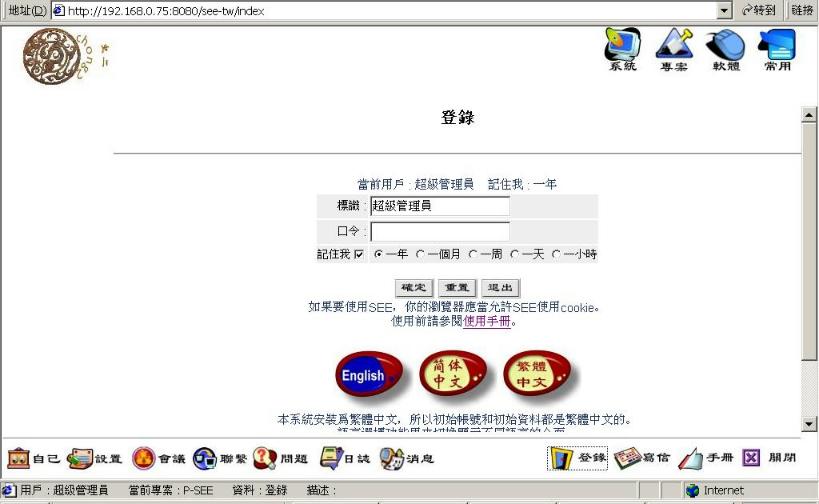 地址(D) http://192.168.0.75:8080/see-tw/index 转到 链接
系統 專案 軟體 常用
登錄
當前用戶 : 超級管理員 記住我 : 一年
標識 : 超級管理員
口令 :
記住我 一年 一個月 一周 一天 一小時
確定 重置 退出
如果要使用SEE，你的瀏覽器應當允許SEE使用cookie。
使用前請參閱使用手冊。
English 简体中文 繁體中文
本系統安裝爲繁體中文，所以初始帳號和初始資料都是繁體中文的。
自己 設置 會議 聯繫 問題 日誌 消息 登錄 寫信 手冊 關閉
用戶 : 超級管理員 當前專案 : P-SEE 資料 : 登錄 描述 : Internet